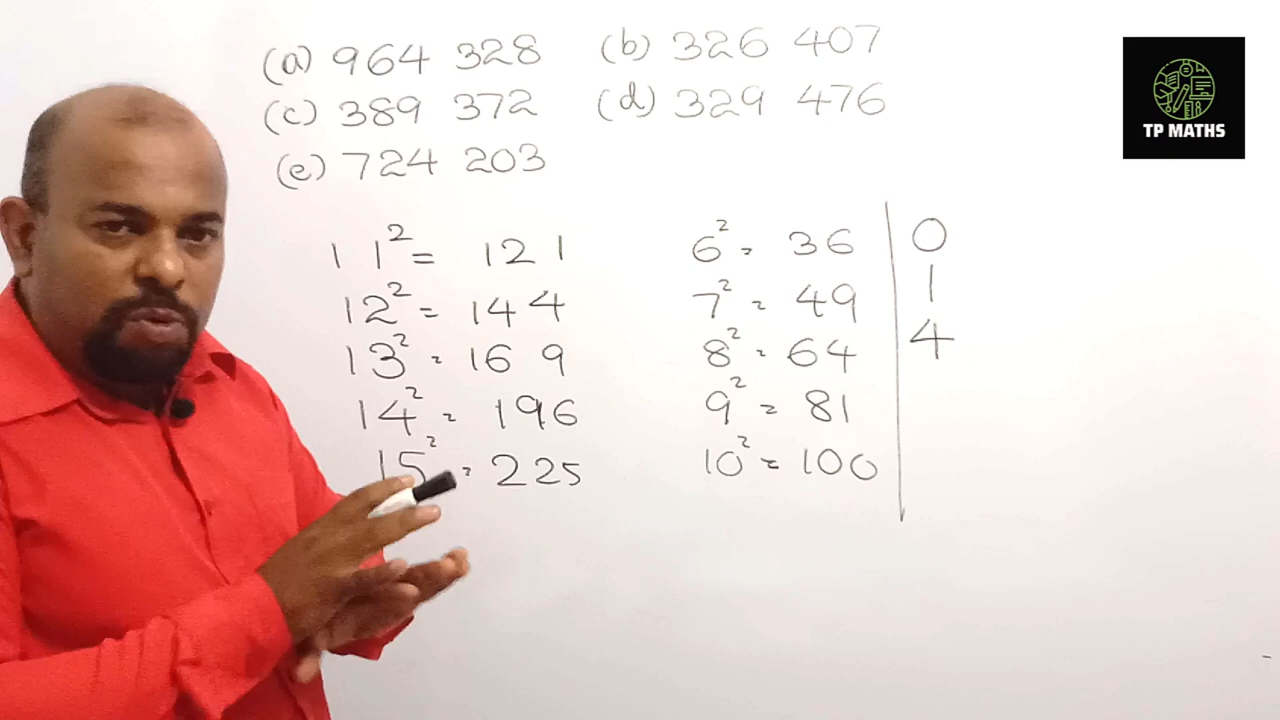 (a) 964 328 (b) 326 407
(c) 389 372 (d) 329 476
(e) 724 203
11² = 121
12² = 144
13² = 169
14² = 196
15² = 225
6² = 36
7² = 49
8² = 64
9² = 81
10² = 100
0
1
4
TP MATHS